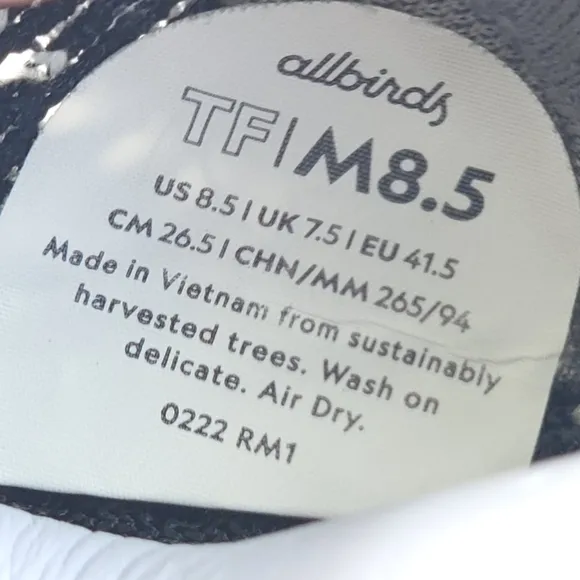 allbirds
TF|M8.5
US 8.5 | UK 7.5 | EU 41.5
CM 26.5 | CHN/MM 265/94
Made in Vietnam from sustainably
harvested trees. Wash on
delicate. Air Dry.
0222 RM1